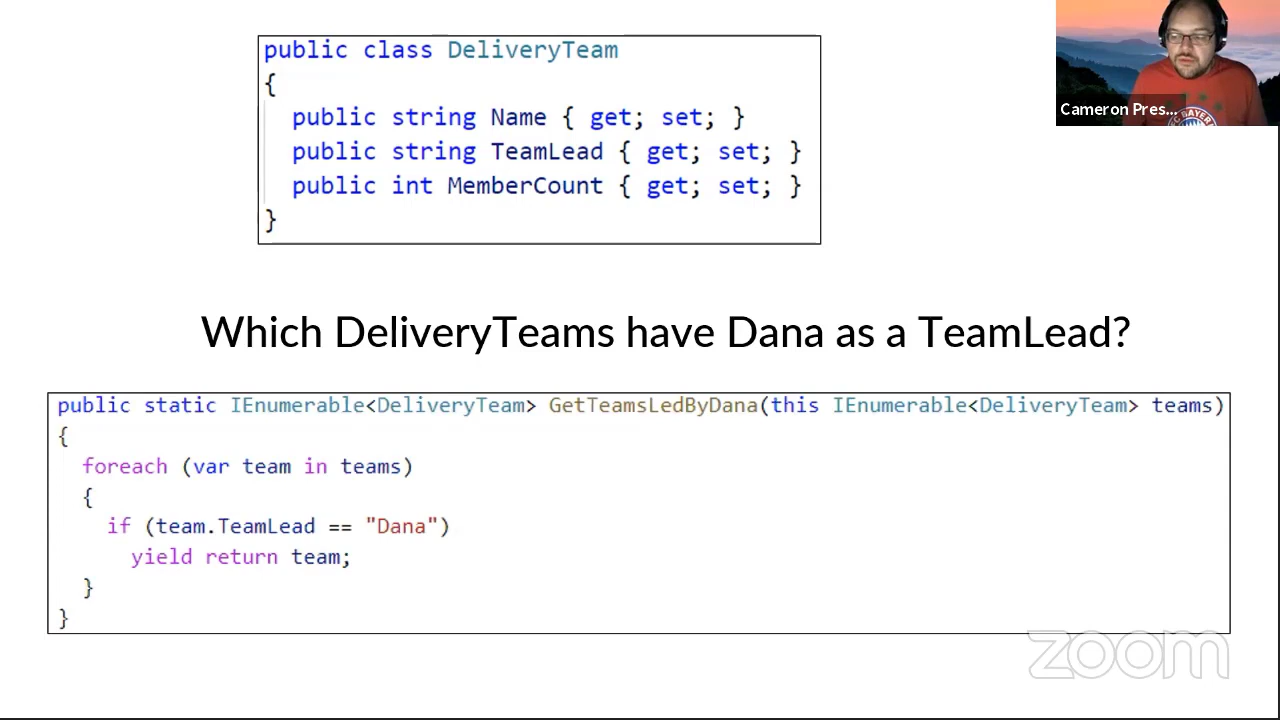 public class DeliveryTeam
{
public string Name { get; set; }
public string TeamLead { get; set; }
public int MemberCount { get; set; }
}
Cameron Pres...
Which DeliveryTeams have Dana as a TeamLead?
public static IEnumerable<DeliveryTeam> GetTeamsLedByDana(this IEnumerable<DeliveryTeam> teams)
{
foreach (var team in teams)
{
if (team.TeamLead == "Dana")
yield return team;
}
}
zoom